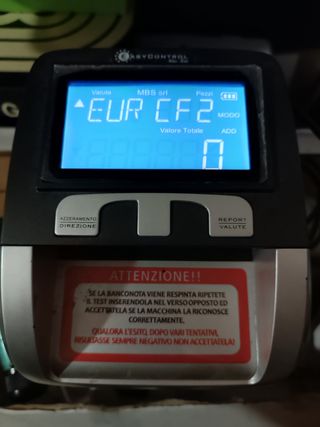 EASYCONTROL
Valuta MBS srl Pezzi
EUR CF2 MODO
Valore Totale ADD
0
AZZERAMENTO
DIREZIONE
REPORT
VALUTE
ATTENZIONE!!
SE LA BANCONOTA VIENE RESPINTA RIPETETE
IL TEST INSERENDOLA NEL VERSO OPPOSTO ED
ACCETTATELA SE LA MACCHINA LA RICONOSCE
CORRETTAMENTE.
QUALORA L'ESITO, DOPO VARI TENTATIVI,
RISULTASSE SEMPRE NEGATIVO NON ACCETTATELA!